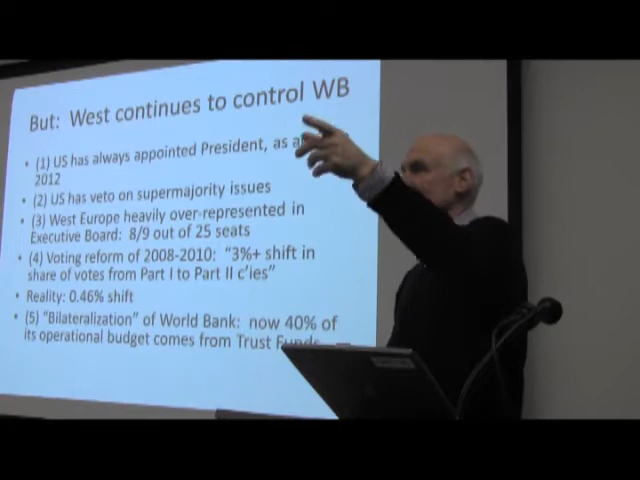 But: West continues to control WB
• (1) US has always appointed President, as
2012
• (2) US has veto on supermajority issues
• (3) West Europe heavily over-represented in
Executive Board: 8/9 out of 25 seats
• (4) Voting reform of 2008-2010: "3%+ shift in
share of votes from Part I to Part II c'ies"
• Reality: 0.46% shift
• (5) "Bilateralization" of World Bank: now 40% of
its operational budget comes from Trust Funds